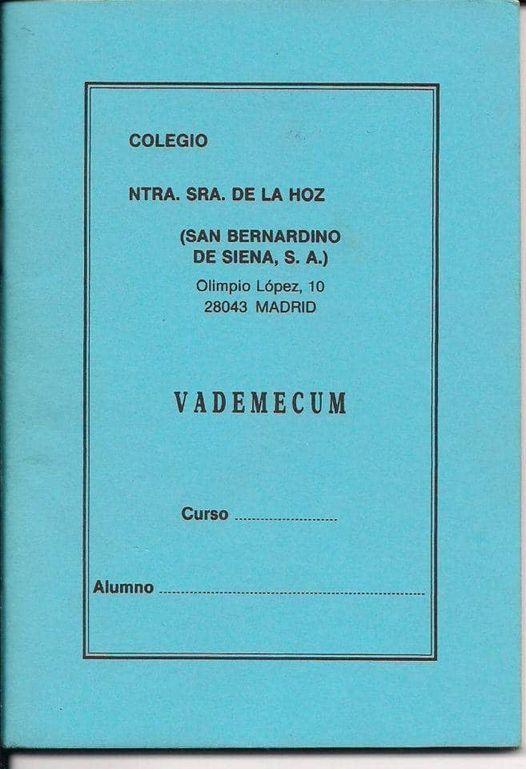 COLEGIO
NTRA. SRA. DE LA HOZ
(SAN BERNARDINO
DE SIENA, S. A.)
Olimpio López, 10
28043 MADRID
VADEMECUM
Curso ........................
Alumno ................................................................